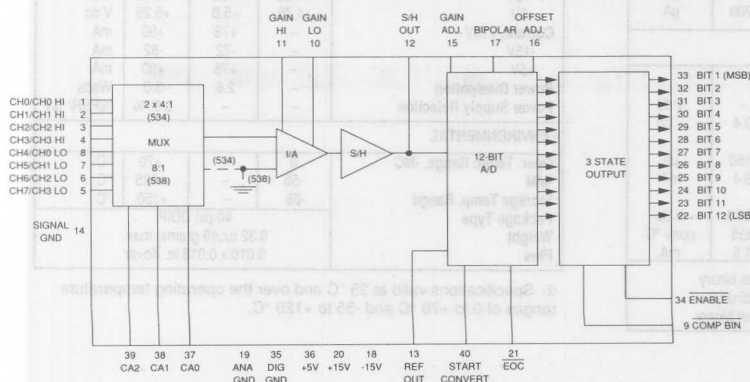 GAIN HI 11
GAIN LO 10
S/H OUT 12
GAIN ADJ. 15
BIPOLAR 17
OFFSET ADJ. 16
CH0/CH0 HI 1
CH1/CH1 HI 2
CH2/CH2 HI 3
CH3/CH3 HI 4
CH4/CH0 LO 8
CH5/CH1 LO 7
CH6/CH2 LO 6
CH7/CH3 LO 5
SIGNAL GND 14
2 x 4:1
(534)
MUX
8:1
(538)
(534)
(538)
I/A
S/H
12-BIT
A/D
3 STATE
OUTPUT
33 BIT 1 (MSB)
32 BIT 2
31 BIT 3
30 BIT 4
29 BIT 5
28 BIT 6
27 BIT 7
26 BIT 8
25 BIT 9
24 BIT 10
23 BIT 11
22 BIT 12 (LSB)
34 ENABLE
9 COMP BIN
39 CA2
38 CA1
37 CA0
19 ANA GND
35 DIG GND
36 +5V
20 +15V
18 -15V
13 REF OUT
40 START CONVERT
21 EOC